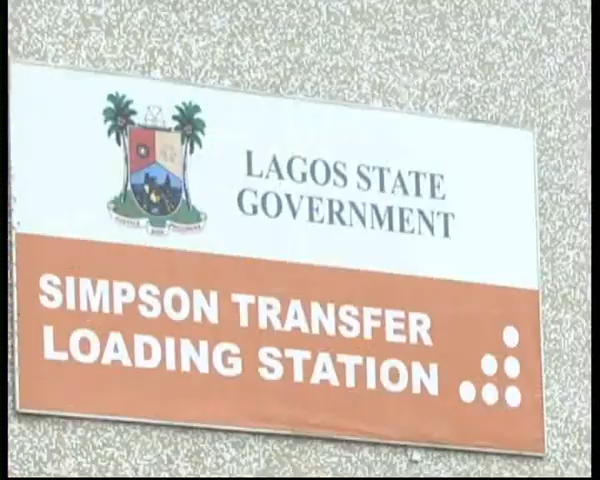 LAGOS STATE
GOVERNMENT
SIMPSON TRANSFER
LOADING STATION